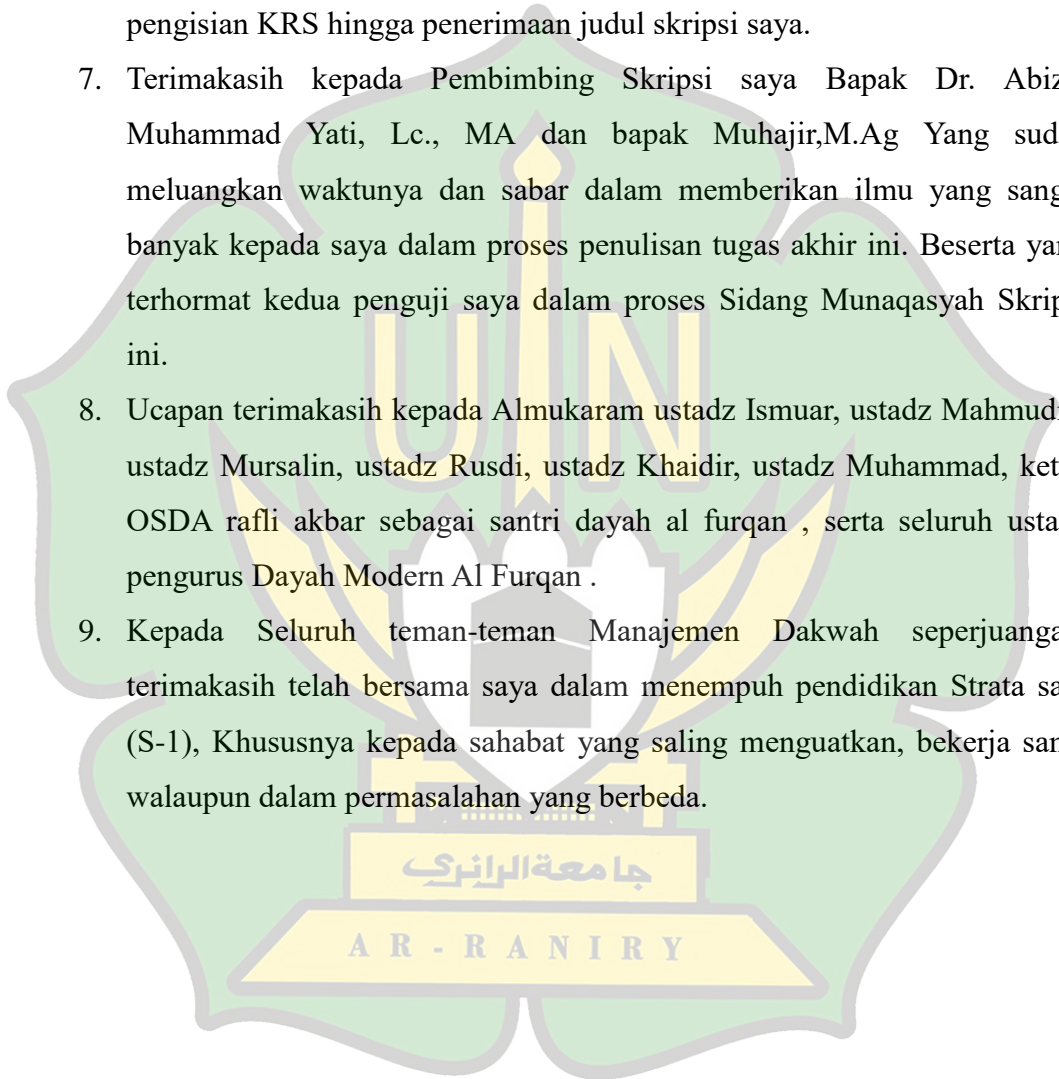 pengisian KRS hingga penerimaan judul skripsi saya.
7. Terimakasih kepada Pembimbing Skripsi saya Bapak Dr. Abiz
Muhammad Yati, Lc., MA dan bapak Muhajir,M.Ag Yang sud
meluangkan waktunya dan sabar dalam memberikan ilmu yang sang
banyak kepada saya dalam proses penulisan tugas akhir ini. Beserta yan
terhormat kedua penguji saya dalam proses Sidang Munaqasyah Skrip
ini.
8. Ucapan terimakasih kepada Almukaram ustadz Ismuar, ustadz Mahmudi
ustadz Mursalin, ustadz Rusdi, ustadz Khaidir, ustadz Muhammad, ket
OSDA rafli akbar sebagai santri dayah al furqan , serta seluruh usta
pengurus Dayah Modern Al Furqan .
9. Kepada Seluruh teman-teman Manajemen Dakwah seperjuanga
terimakasih telah bersama saya dalam menempuh pendidikan Strata sa
(S-1), Khususnya kepada sahabat yang saling menguatkan, bekerja sam
walaupun dalam permasalahan yang berbeda.
UIN
جامعة الرانري
AR-RANIRY